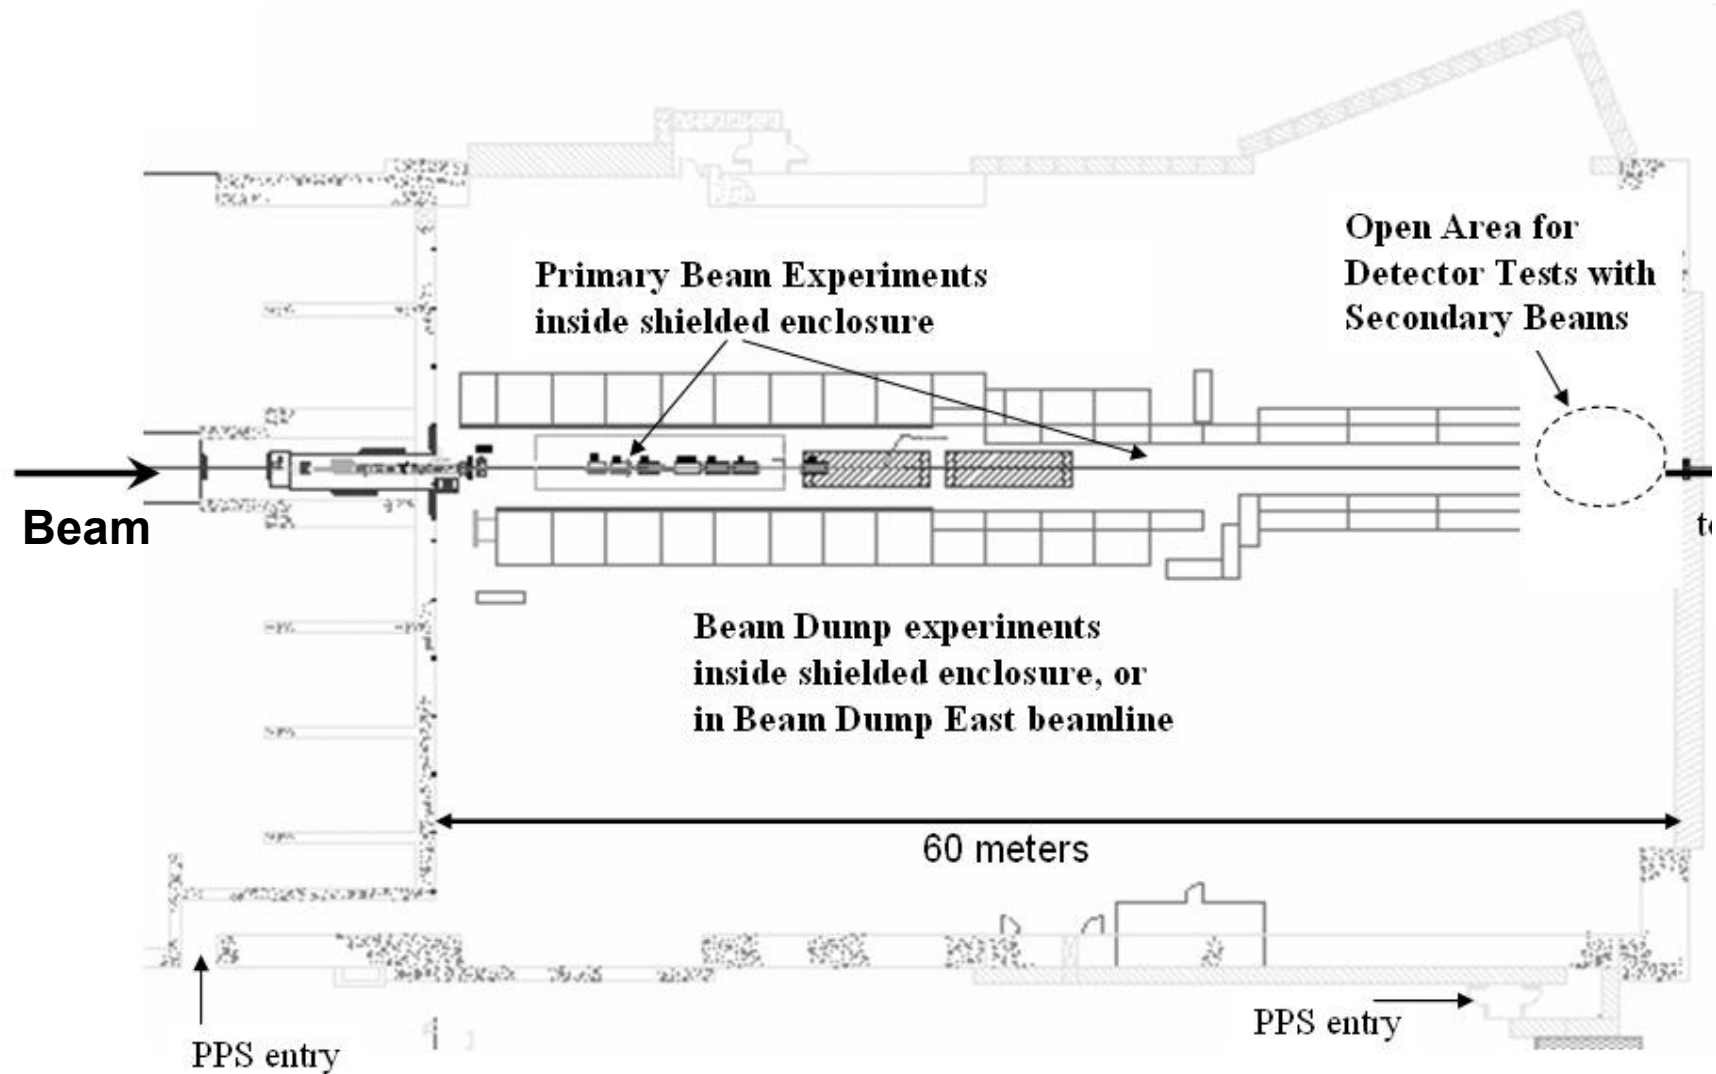 Primary Beam Experiments
inside shielded enclosure
Open Area for
Detector Tests with
Secondary Beams
Beam
Beam Dump experiments
inside shielded enclosure, or
in Beam Dump East beamline
60 meters
PPS entry
PPS entry